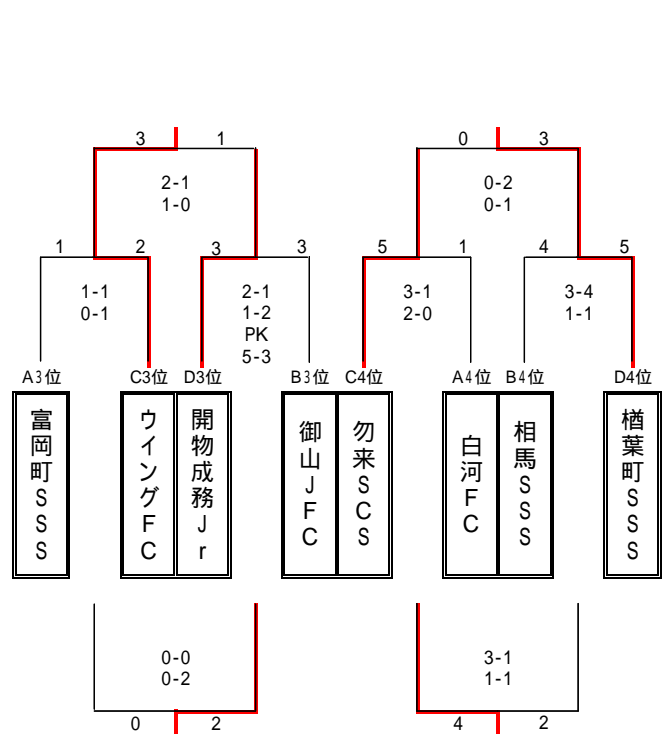 3 1 0 3
2-1 0-2
1-0 0-1
1 2 3 3 5 1 4 5
1-1 2-1 3-1 3-4
0-1 1-2 2-0 1-1
PK
5-3
A3位 C3位 D3位 B3位 C4位 A4位 B4位 D4位
富岡町SSS
ウイングFC
開物成務Jr
御山JFC
勿来SCS
白河FC
相馬SSS
楢葉町SSS
0-0 3-1
0-2 1-1
0 2 4 2